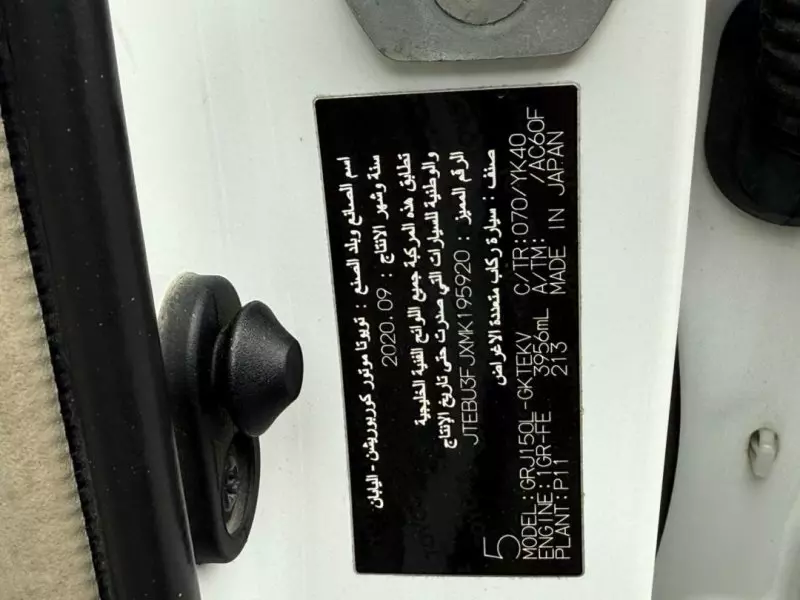 اسم الصانع وبلد الصنع : تويوتا موتور كوربوريشن - اليابان
سنة وشهر الانتاج : 2020.09
تطابق هذه المركبة جميع اللوائح الفنية الخليجية
والوطنية للسيارات التي صدرت حتى تاريخ الإنتاج
الرقم المميز : JTEBU3FJXMK195920
صنف : سيارة ركاب متعددة الاغراض
5
MODEL:GRJ150L-GKTEKV C/TR:070/YK40
ENGINE:1GR-FE 3956mL A/TM: /AC60F
PLANT:P11 213 MADE IN JAPAN